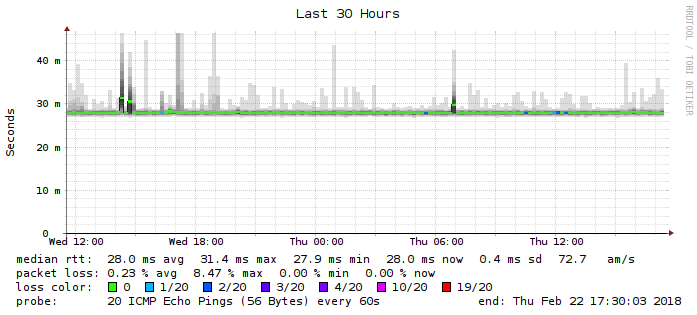 Last 30 Hours
RRDTOOL / TOBI OETIKER
Seconds
40 m
30 m
20 m
10 m
0
Wed 12:00 Wed 18:00 Thu 00:00 Thu 06:00 Thu 12:00
median rtt: 28.0 ms avg 31.4 ms max 27.9 ms min 28.0 ms now 0.4 ms sd 72.7 am/s
packet loss: 0.23 % avg 8.47 % max 0.00 % min 0.00 % now
loss color: 0 1/20 2/20 3/20 4/20 10/20 19/20
probe: 20 ICMP Echo Pings (56 Bytes) every 60s end: Thu Feb 22 17:30:03 2018